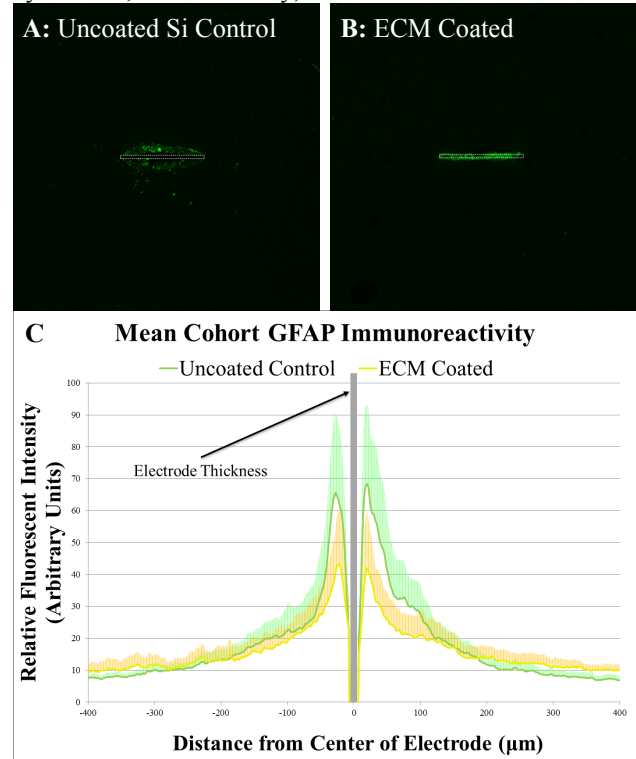 A: Uncoated Si Control
B: ECM Coated
C Mean Cohort GFAP Immunoreactivity
Uncoated Control ECM Coated
Electrode Thickness
Relative Fluorescent Intensity
(Arbitrary Units)
100
90
80
70
60
50
40
30
20
10
0
-400 -300 -200 -100 0 100 200 300 400
Distance from Center of Electrode (µm)